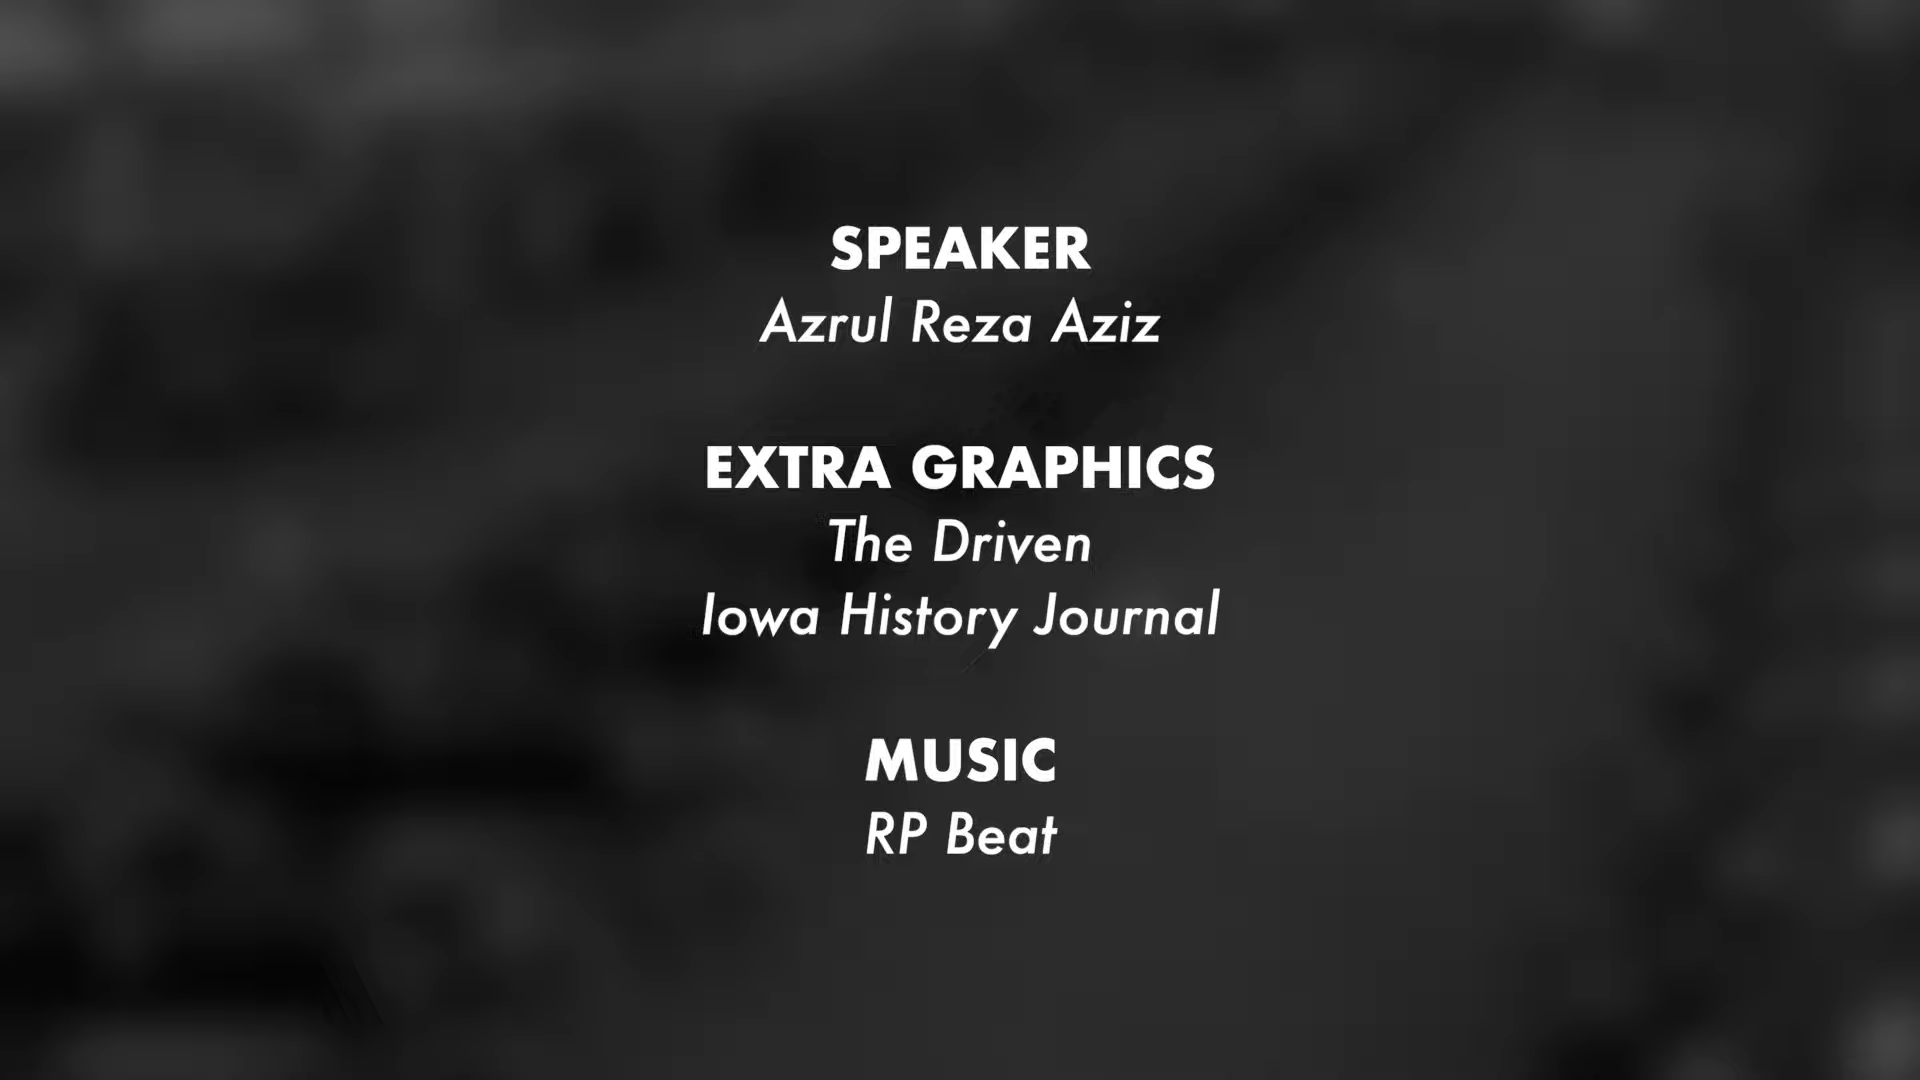 SPEAKER
Azrul Reza Aziz
EXTRA GRAPHICS
The Driven
Iowa History Journal
MUSIC
RP Beat